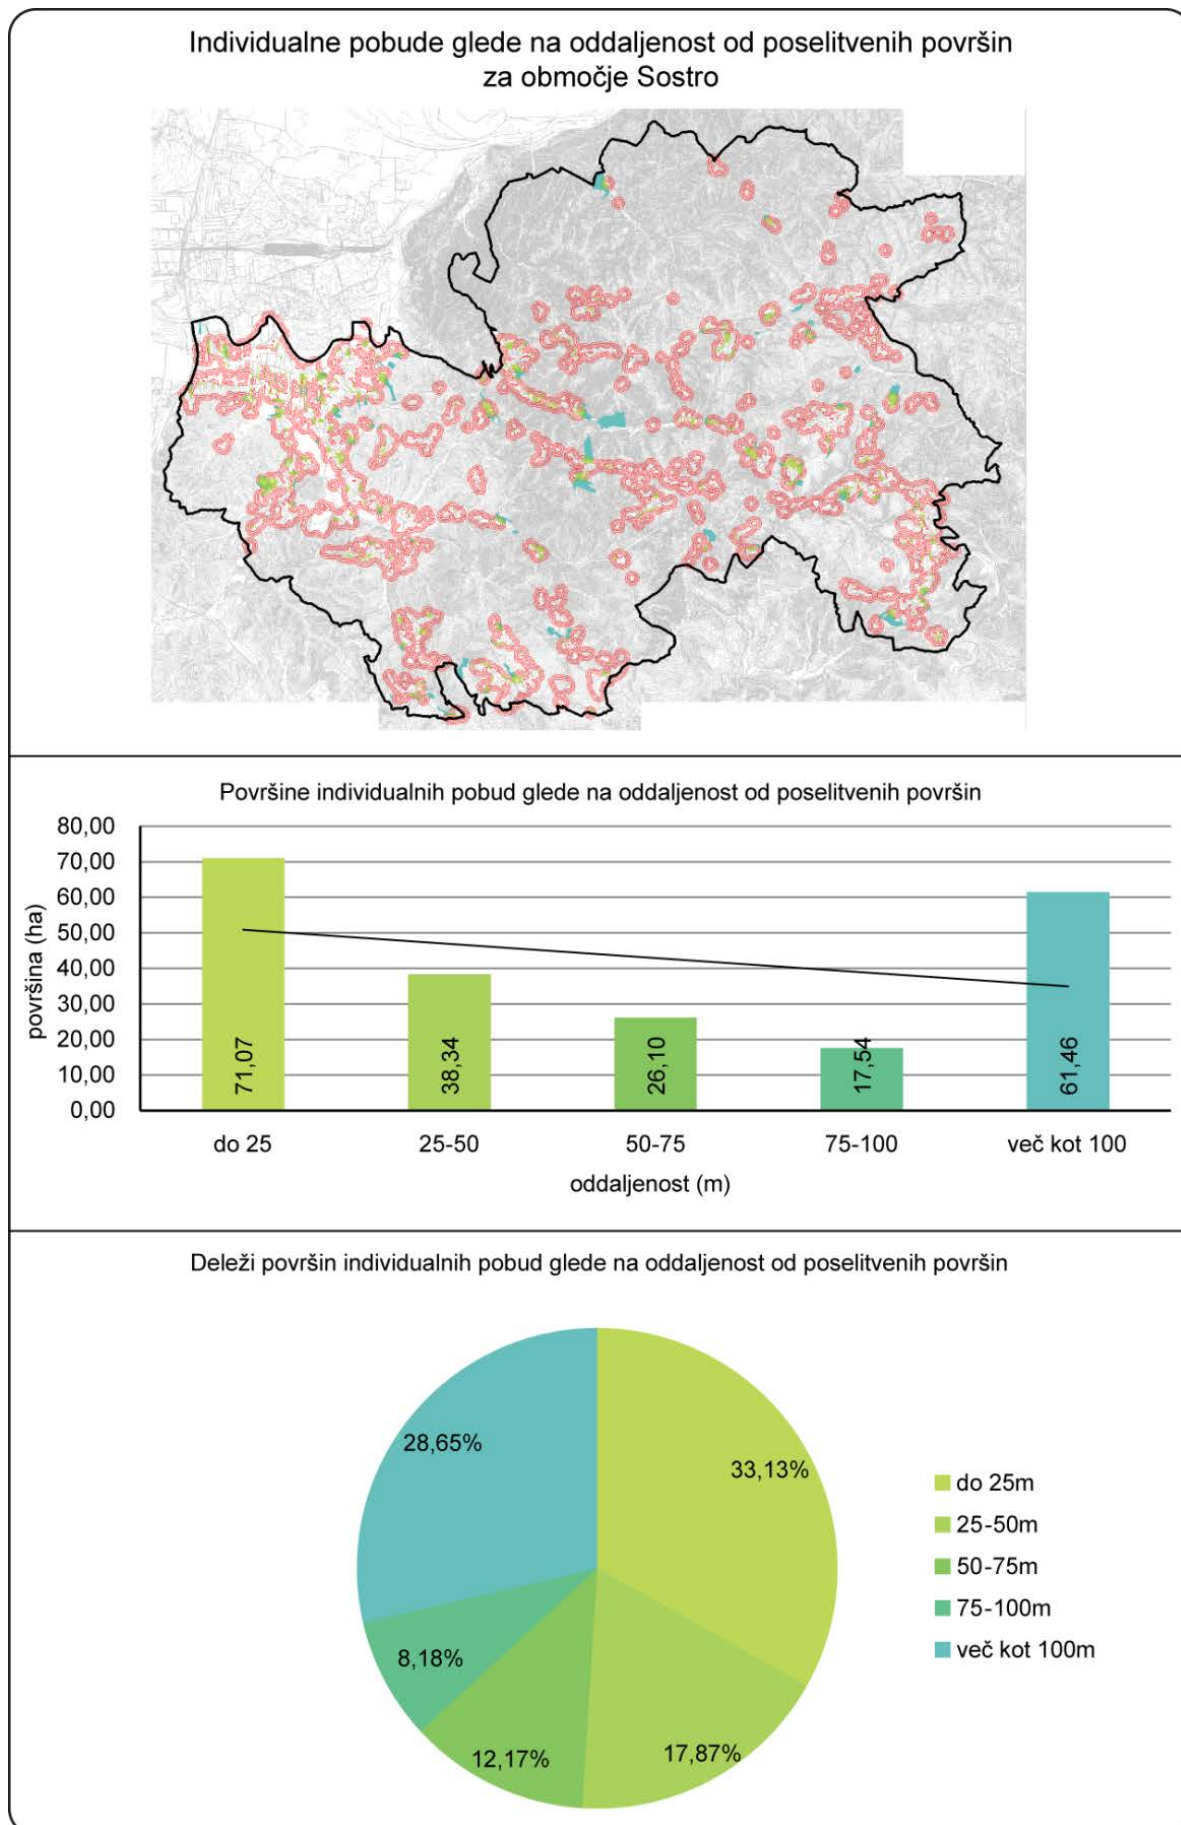 Individualne pobude glede na oddaljenost od poselitvenih površin
za območje Sostro
Površine individualnih pobud glede na oddaljenost od poselitvenih površin
površina (ha)
80,00
70,00
60,00
50,00
40,00
30,00
20,00
10,00
0,00
71,07
38,34
26,10
17,54
61,46
do 25
25-50
50-75
75-100
več kot 100
oddaljenost (m)
Deleži površin individualnih pobud glede na oddaljenost od poselitvenih površin
28,65%
33,13%
8,18%
12,17%
17,87%
do 25m
25-50m
50-75m
75-100m
več kot 100m